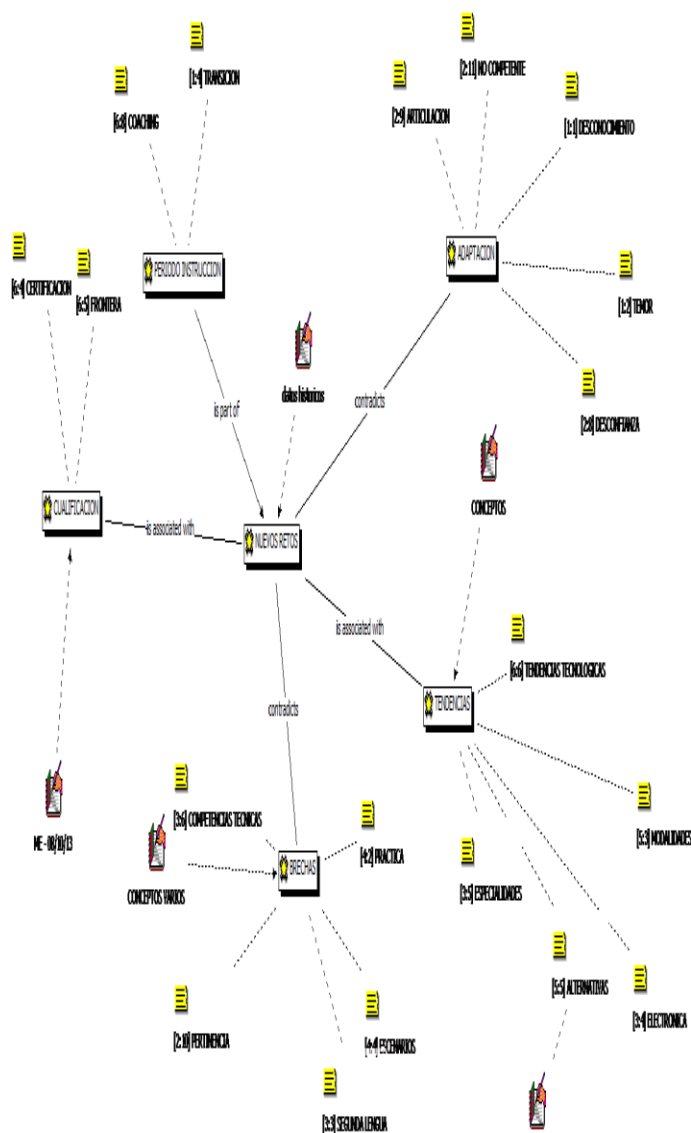 [1:4] TRANSICION
[2:11] NO COMPETENTE
[6:8] COACHING
[2:9] ARTICULACION
[1:1] DESCONOCIMIENTO
PERIODO INSTRUCCION
ADAPTACION
[6:4] CERTIFICACION
[6:5] FRONTERA
[1:2] TEMOR
datos historicos
is part of
contradicts
[2:8] DESCONFIANZA
CUALIFICACION
is associated with
NUEVOS RETOS
CONCEPTOS
is associated with
[6:6] TENDENCIAS TECNOLOGICAS
TENDENCIAS
contradicts
[3:6] COMPETENCIAS TECNICAS
ME - 08/10/13
[4:2] PRACTICA
[5:3] MODALIDADES
BRECHAS
CONCEPTOS VARIOS
[3:5] ESPECIALIDADES
[5:5] ALTERNATIVAS
[3:4] ELECTRONICA
[2:10] PERTINENCIA
[4:4] ESCENARIOS
[3:3] SEGUNDA LENGUA